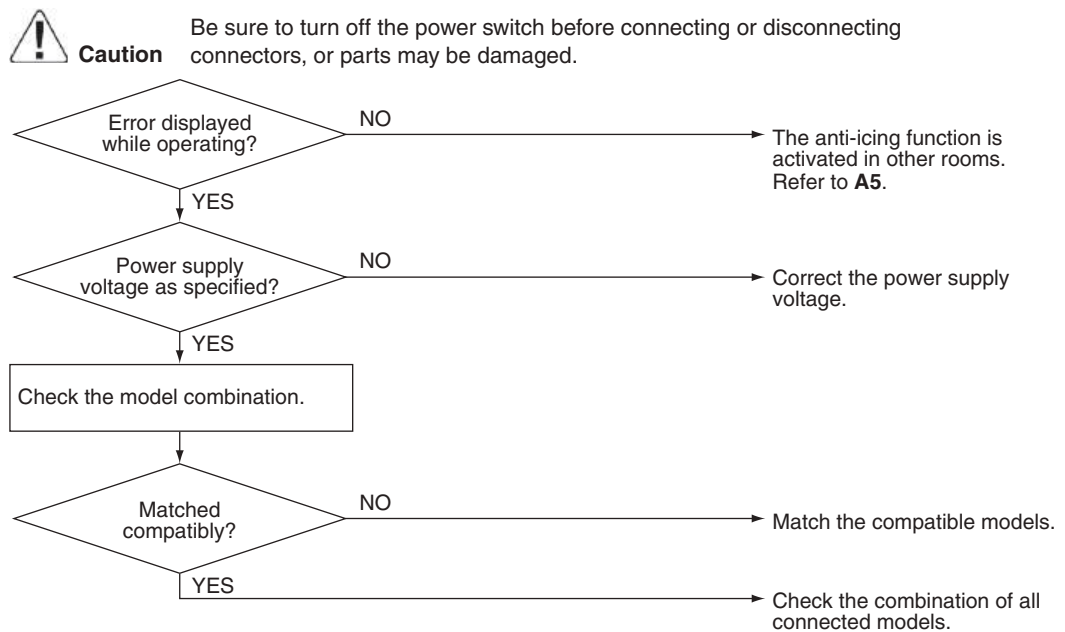 Be sure to turn off the power switch before connecting or disconnecting
Caution connectors, or parts may be damaged.
Error displayed
while operating?
NO
The anti-icing function is
activated in other rooms.
Refer to A5.
YES
Power supply
voltage as specified?
NO
Correct the power supply
voltage.
YES
Check the model combination.
Matched
compatibly?
NO
Match the compatible models.
YES
Check the combination of all
connected models.